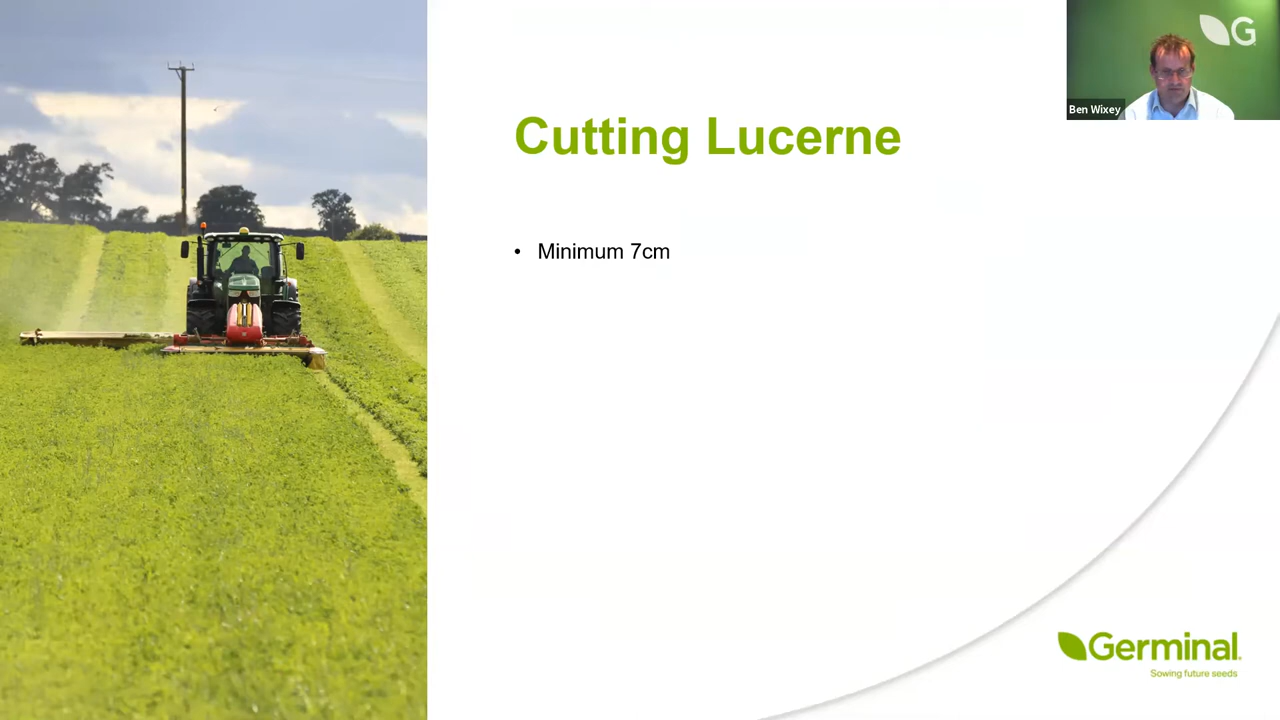 G
Ben Wixey
Cutting Lucerne
• Minimum 7cm
Germinal
Sowing future seeds